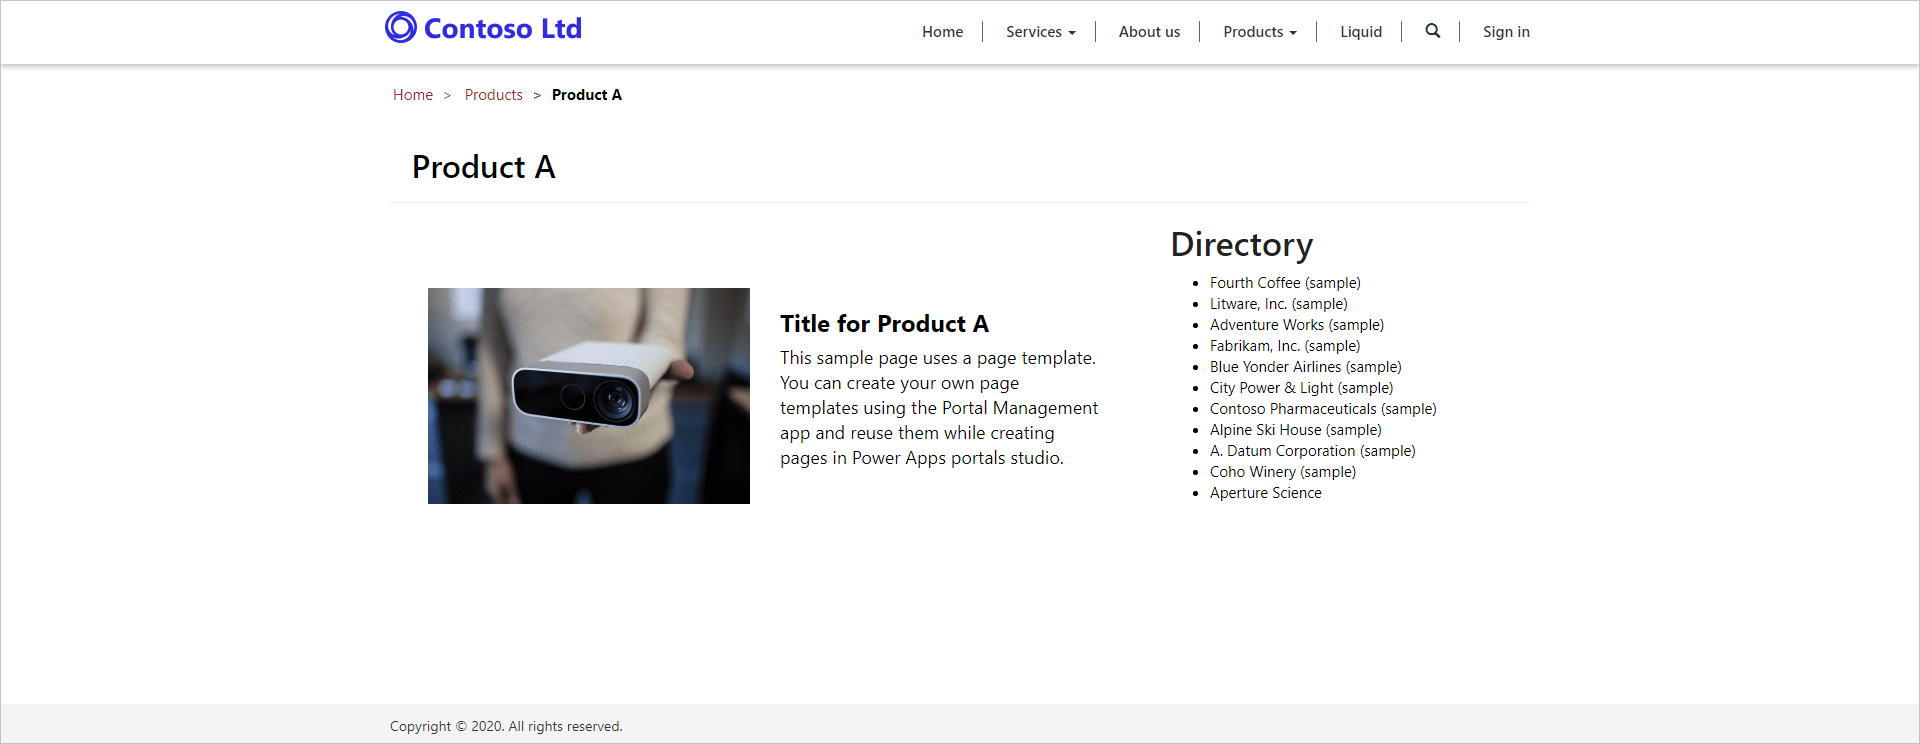 Contoso Ltd
Home
Services
About us
Products
Liquid
Sign in
Home > Products > Product A
Product A
Title for Product A
This sample page uses a page template.
You can create your own page
templates using the Portal Management
app and reuse them while creating
pages in Power Apps portals studio.
Directory
Fourth Coffee (sample)
Litware, Inc. (sample)
Adventure Works (sample)
Fabrikam, Inc. (sample)
Blue Yonder Airlines (sample)
City Power & Light (sample)
Contoso Pharmaceuticals (sample)
Alpine Ski House (sample)
A. Datum Corporation (sample)
Coho Winery (sample)
Aperture Science
Copyright © 2020. All rights reserved.